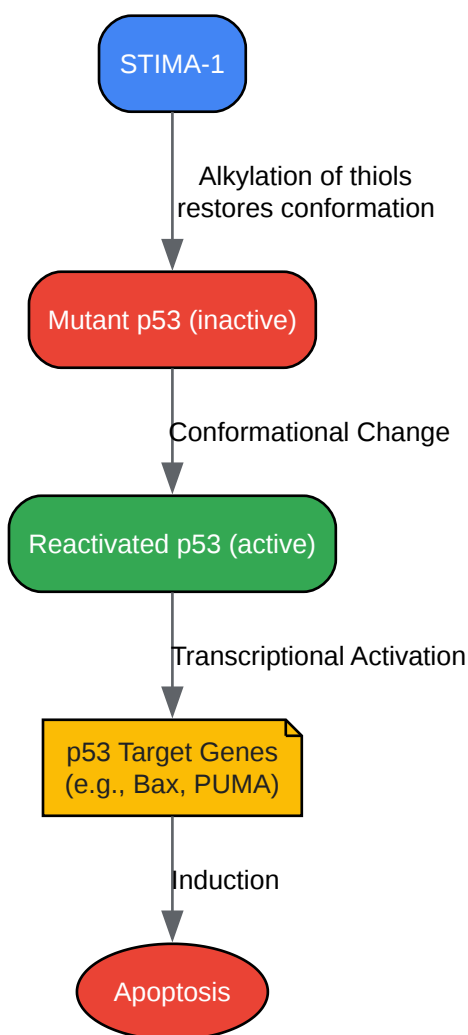 STIMA-1
Alkylation of thiols
restores conformation
Mutant p53 (inactive)
Conformational Change
Reactivated p53 (active)
Transcriptional Activation
p53 Target Genes
(e.g., Bax, PUMA)
Induction
Apoptosis